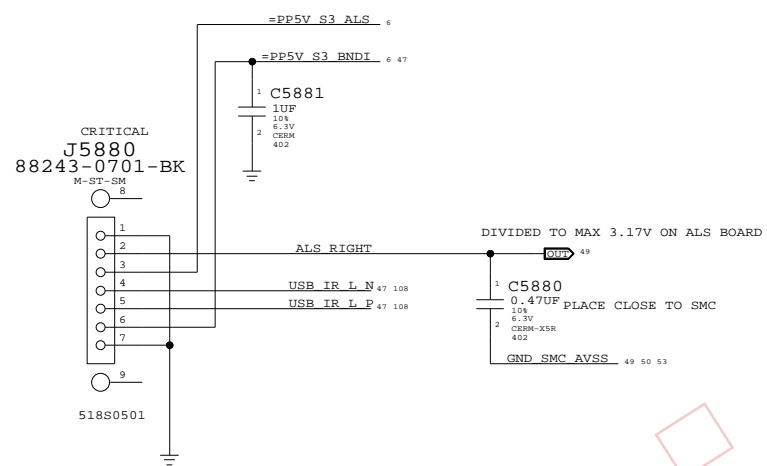 =PP5V_S3_ALS 6
=PP5V_S3_BNDI 6 47
1 C5881
1UF
10%
6.3V
2 CERM
402
CRITICAL
J5880
88243-0701-BK
M-ST-SM
8
1
2
3
4
5
6
7
9
518S0501
ALS_RIGHT
USB_IR_L_N 47 108
USB_IR_L_P 47 108
DIVIDED TO MAX 3.17V ON ALS BOARD
OUT 49
1 C5880
0.47UF PLACE CLOSE TO SMC
10%
6.3V
2 CERM-X5R
402
GND_SMC_AVSS 49 50 53